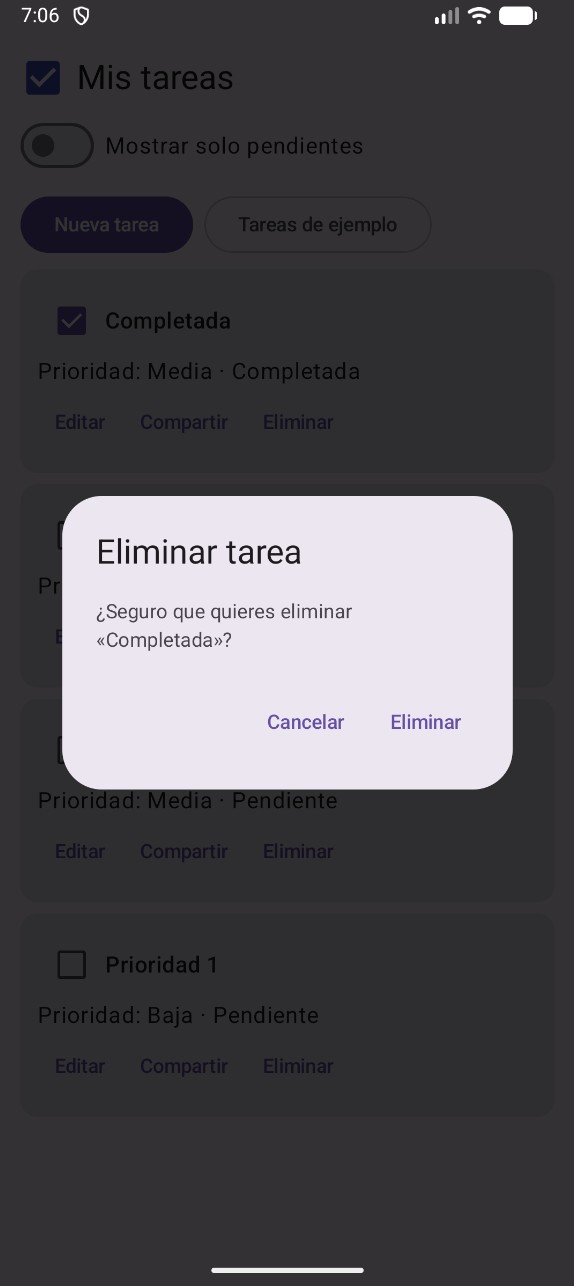 7:06
Mis tareas
Mostrar solo pendientes
Nueva tarea
Tareas de ejemplo
Completada
Prioridad: Media · Completada
Editar
Compartir
Eliminar
Eliminar tarea
¿Seguro que quieres eliminar
«Completada»?
Cancelar
Eliminar
Prioridad: Media · Pendiente
Editar
Compartir
Eliminar
Prioridad 1
Prioridad: Baja · Pendiente
Editar
Compartir
Eliminar